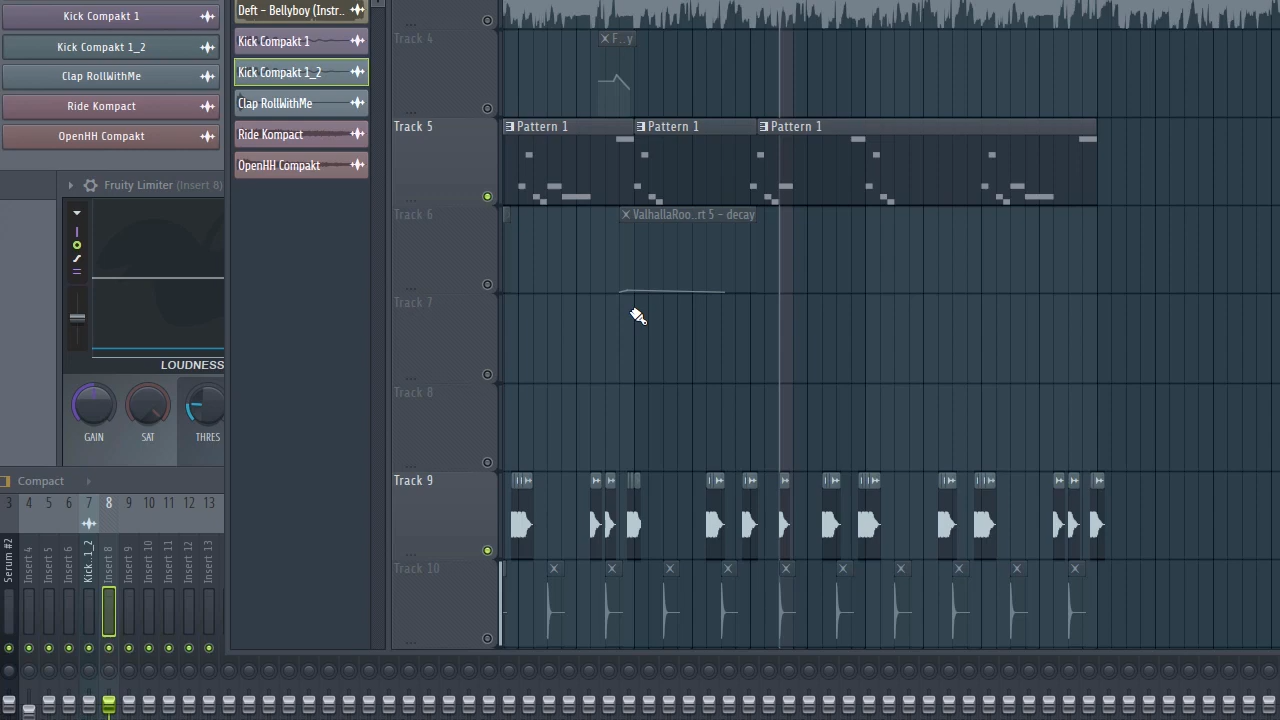 Kick Compakt 1
Kick Compakt 1_2
Clap RollWithMe
Ride Kompact
OpenHH Compakt
Fruity Limiter (Insert 8)
LOUDNESS
GAIN
SAT
THRES
Compact
3 4 5 6 7 8 9 10 11 12 13
Serum #2
Insert 4
Insert 5
Insert 6
Kick..1_2
Insert 8
Insert 9
Insert 10
Insert 11
Insert 12
Insert 13
Deft - Bellyboy (Instr..
Kick Compakt 1
Kick Compakt 1_2
Clap RollWithMe
Ride Kompact
OpenHH Compakt
Track 4
F..y
Track 5
Pattern 1
Pattern 1
Pattern 1
Track 6
ValhallaRoo..rt 5 - decay
Track 7
Track 8
Track 9
Track 10